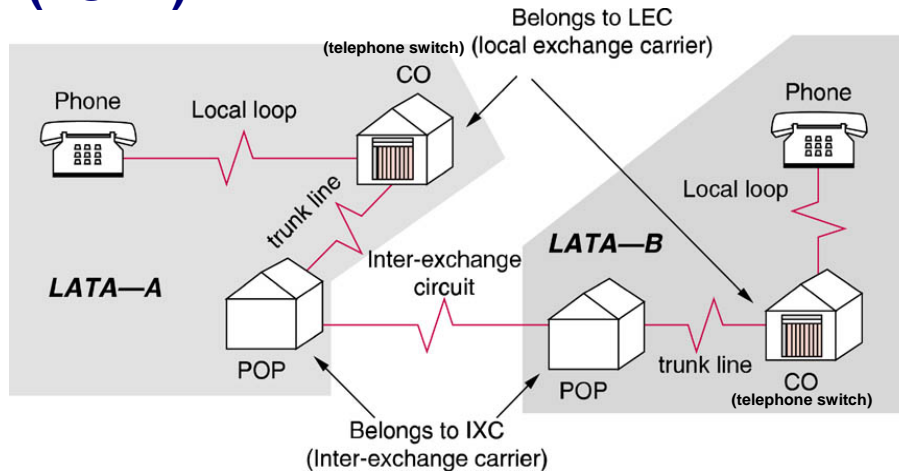 Belongs to LEC
(local exchange carrier)
(telephone switch)
CO
Phone
Local loop
trunk line
LATA—A
POP
Inter-exchange
circuit
LATA—B
Phone
Local loop
POP
trunk line
CO
(telephone switch)
Belongs to IXC
(Inter-exchange carrier)